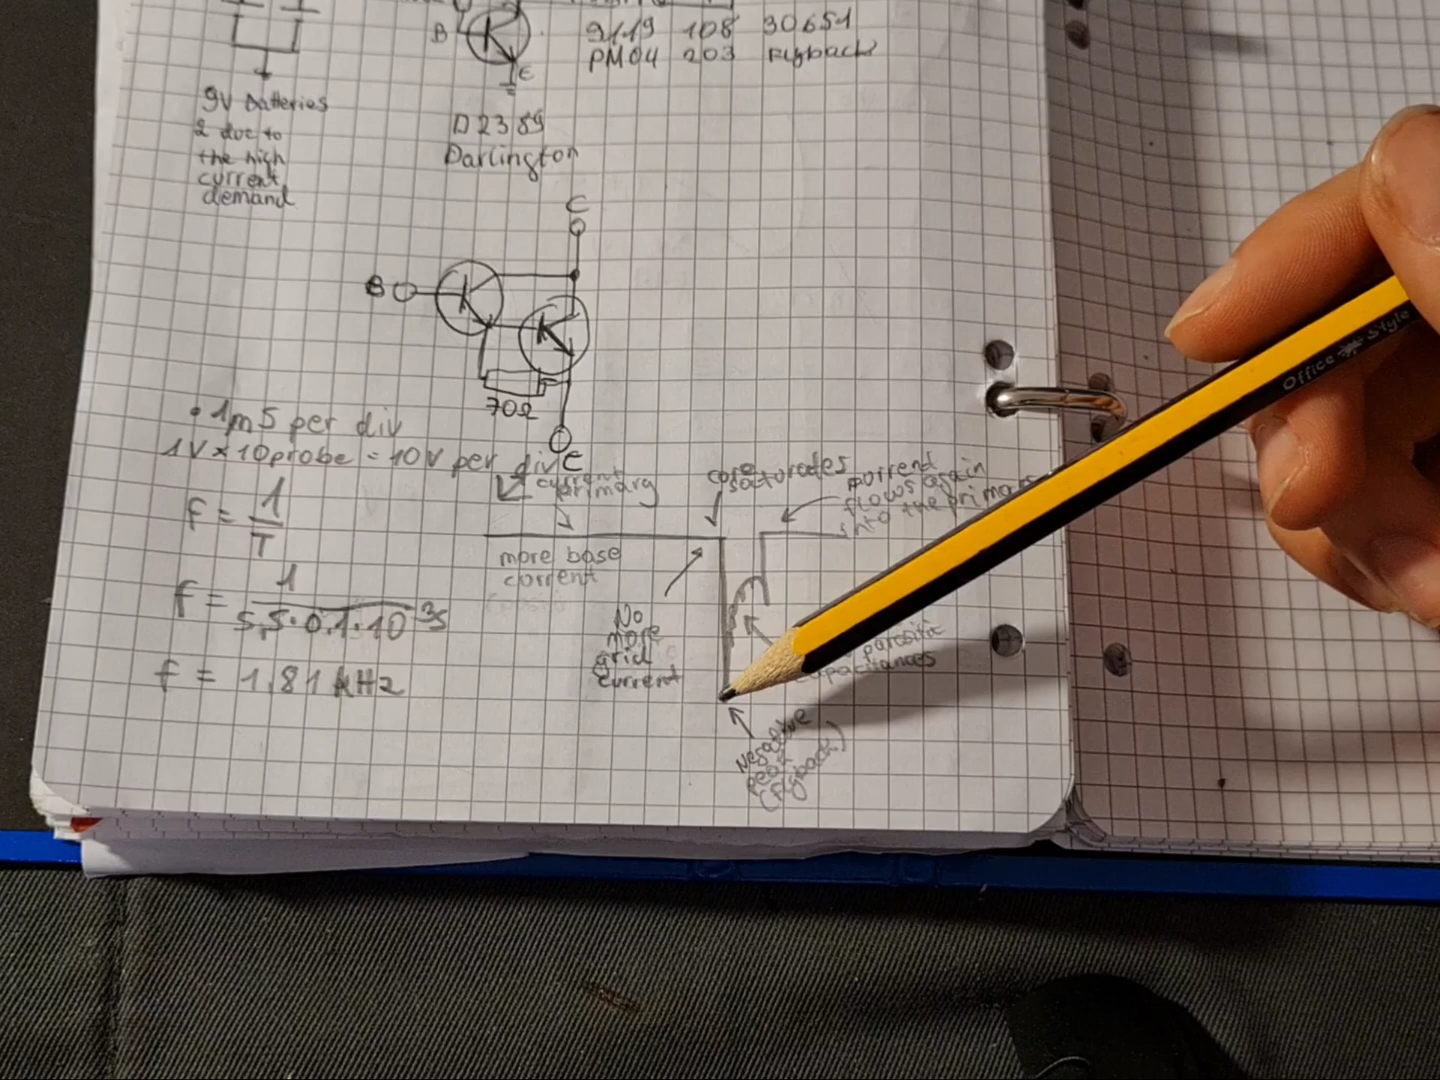 B
9119 108 30651
PM04 203 Flyback
E
9V Batteries
2 due to
the high
current
demand
D2389
Darlington
C
B
70Ω
E
• 1mS per div
1V x 10probe = 10V per div
current
primary
core
saturates
current
flows again
into the primary
f = 1/T
more base
current
f = 1/5,5·0,1·10⁻³s
No
more
grid
current
parasitic
capacitances
f = 1,81 kHz
Negative
peak
(flyback)
Office Style